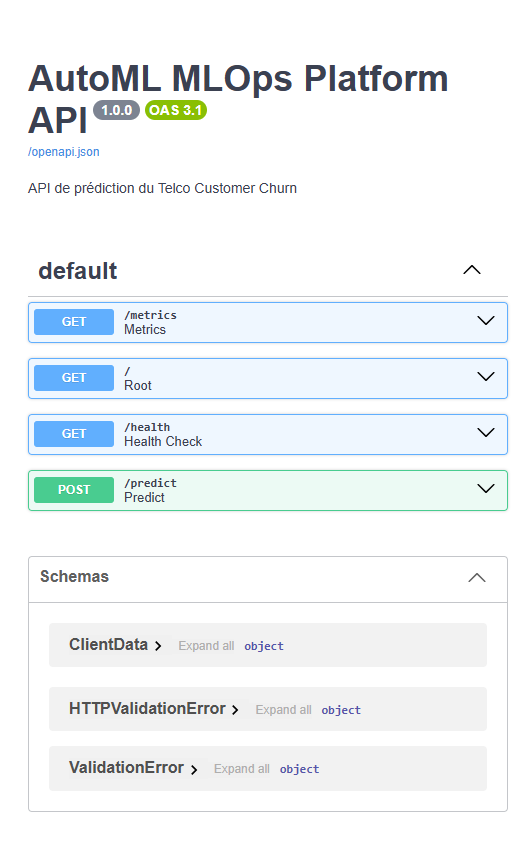 AutoML MLOps Platform
API 1.0.0 OAS 3.1
/openapi.json
API de prédiction du Telco Customer Churn
default
GET /metrics
Metrics
GET /
Root
GET /health
Health Check
POST /predict
Predict
Schemas
ClientData Expand all object
HTTPValidationError Expand all object
ValidationError Expand all object